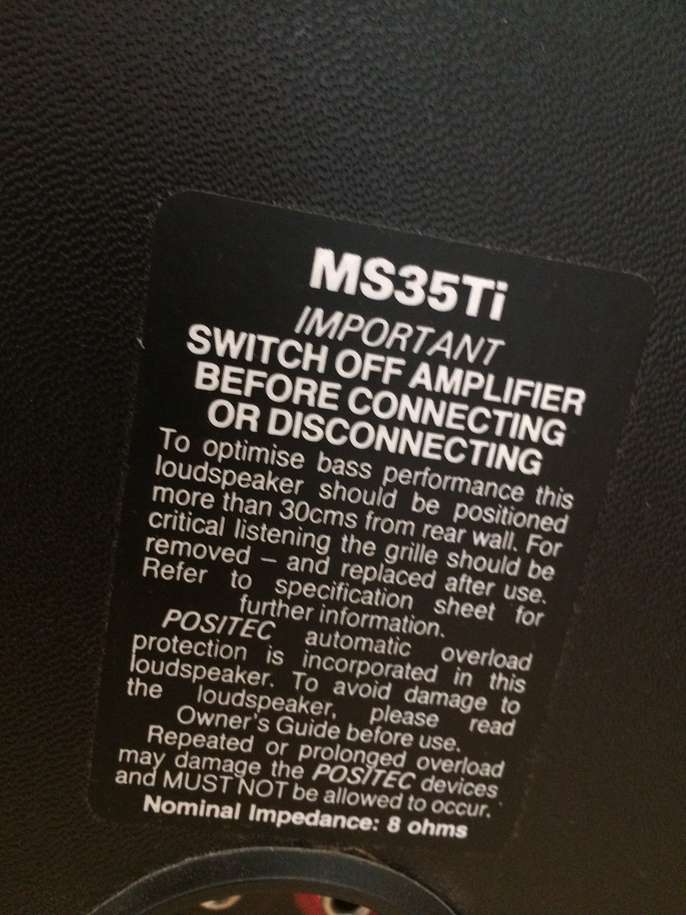 MS35Ti
IMPORTANT
SWITCH OFF AMPLIFIER
BEFORE CONNECTING
OR DISCONNECTING
To optimise bass performance this
loudspeaker should be positioned
more than 30cms from rear wall. For
critical listening the grille should be
removed – and replaced after use.
Refer to specification sheet for
further information.
POSITEC automatic overload
protection is incorporated in this
loudspeaker. To avoid damage to
the loudspeaker, please read
Owner's Guide before use.
Repeated or prolonged overload
may damage the POSITEC devices
and MUST NOT be allowed to occur.
Nominal Impedance: 8 ohms